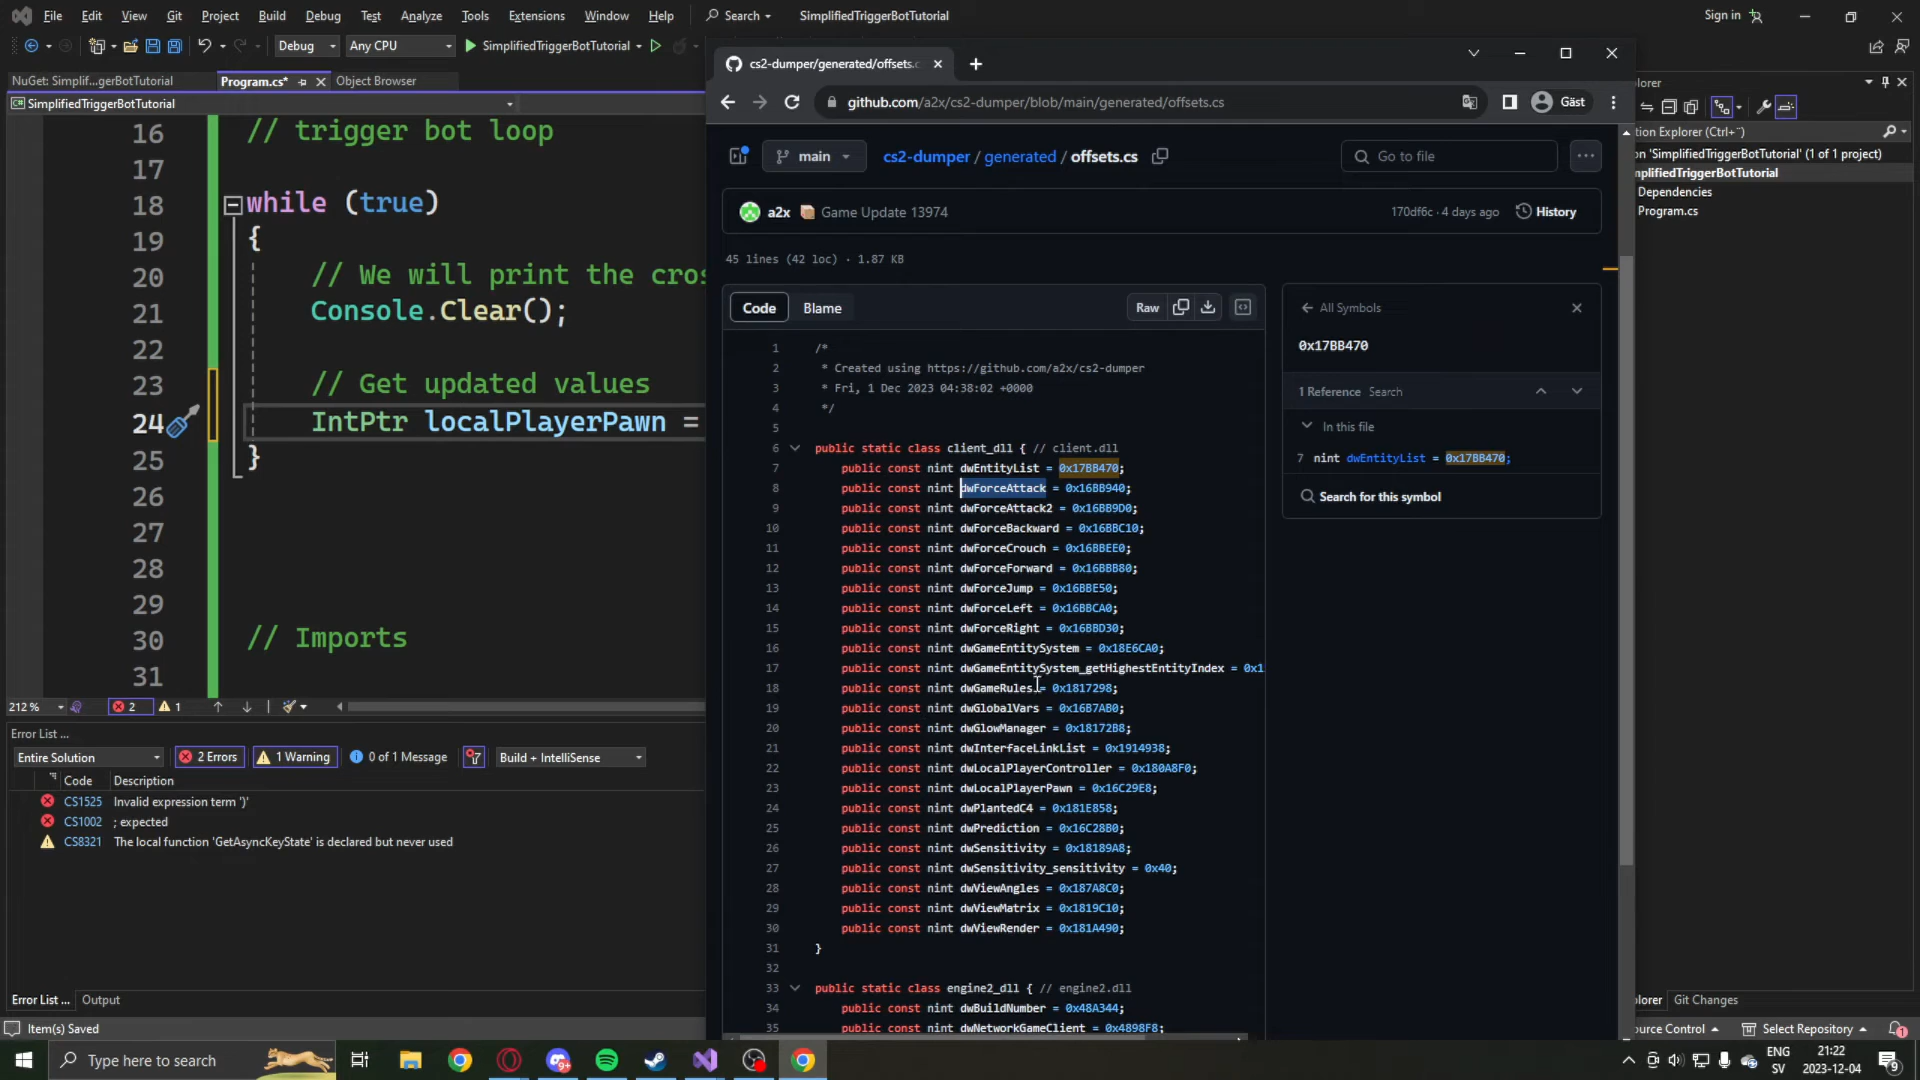 File Edit View Git Project Build Debug Test Analyze Tools Extensions Window Help Search SimplifiedTriggerBotTutorial Sign in
Debug Any CPU SimplifiedTriggerBotTutorial
NuGet: Simplif...gerBotTutorial Program.cs* Object Browser
SimplifiedTriggerBotTutorial
16 // trigger bot loop
17
18 while (true)
19 {
20 // We will print the cros
21 Console.Clear();
22
23 // Get updated values
24 IntPtr localPlayerPawn =
25 }
26
27
28
29
30 // Imports
31
212 % 2 1
Error List ...
Entire Solution 2 Errors 1 Warning 0 of 1 Message Build + IntelliSense
Code Description
CS1525 Invalid expression term ')'
CS1002 ; expected
CS8321 The local function 'GetAsyncKeyState' is declared but never used
Error List ... Output
Item(s) Saved
cs2-dumper/generated/offsets.c
github.com/a2x/cs2-dumper/blob/main/generated/offsets.cs Gäst
main cs2-dumper / generated / offsets.cs Go to file
a2x Game Update 13974 170df6c · 4 days ago History
45 lines (42 loc) · 1.87 KB
Code Blame Raw
1 /*
2 * Created using https://github.com/a2x/cs2-dumper
3 * Fri, 1 Dec 2023 04:38:02 +0000
4 */
5
6 public static class client_dll { // client.dll
7 public const nint dwEntityList = 0x17BB470;
8 public const nint dwForceAttack = 0x16BB940;
9 public const nint dwForceAttack2 = 0x16BB9D0;
10 public const nint dwForceBackward = 0x16BBC10;
11 public const nint dwForceCrouch = 0x16BBEE0;
12 public const nint dwForceForward = 0x16BBB80;
13 public const nint dwForceJump = 0x16BBE50;
14 public const nint dwForceLeft = 0x16BBCA0;
15 public const nint dwForceRight = 0x16BBD30;
16 public const nint dwGameEntitySystem = 0x18E6CA0;
17 public const nint dwGameEntitySystem_getHighestEntityIndex = 0x1
18 public const nint dwGameRules = 0x1817298;
19 public const nint dwGlobalVars = 0x16B7AB0;
20 public const nint dwGlowManager = 0x18172B8;
21 public const nint dwInterfaceLinkList = 0x1914938;
22 public const nint dwLocalPlayerController = 0x180A8F0;
23 public const nint dwLocalPlayerPawn = 0x16C29E8;
24 public const nint dwPlantedC4 = 0x181E858;
25 public const nint dwPrediction = 0x16C28B0;
26 public const nint dwSensitivity = 0x18189A8;
27 public const nint dwSensitivity_sensitivity = 0x40;
28 public const nint dwViewAngles = 0x187A8C0;
29 public const nint dwViewMatrix = 0x1819C10;
30 public const nint dwViewRender = 0x181A490;
31 }
32
33 public static class engine2_dll { // engine2.dll
34 public const nint dwBuildNumber = 0x48A344;
35 public const nint dwNetworkGameClient = 0x4898F8;
All Symbols
0x17BB470
1 Reference Search
In this file
7 nint dwEntityList = 0x17BB470;
Search for this symbol
lorer
tion Explorer (Ctrl+¨)
on 'SimplifiedTriggerBotTutorial' (1 of 1 project)
mplifiedTriggerBotTutorial
Dependencies
Program.cs
plorer Git Changes
ource Control Select Repository 1
Type here to search
ENG
SV
21:22
2023-12-04
9